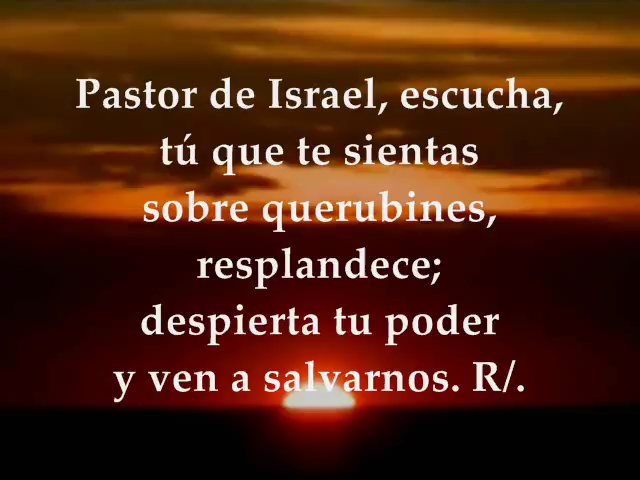 Pastor de Israel, escucha,
tú que te sientas
sobre querubines,
resplandece;
despierta tu poder
y ven a salvarnos. R/.